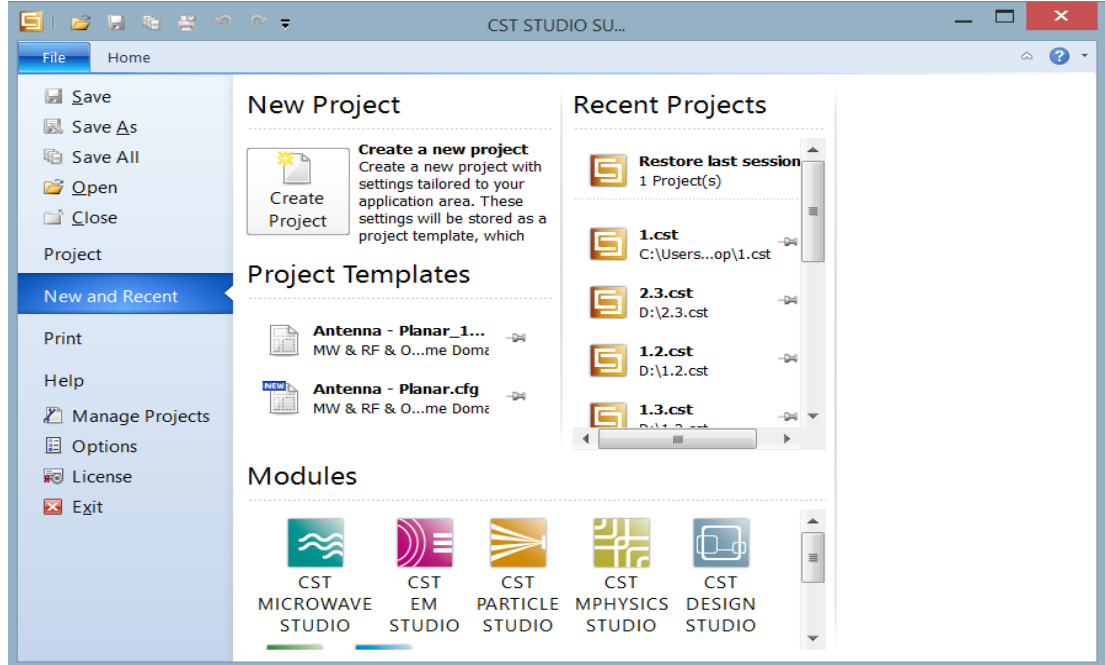 CST STUDIO SU...
File Home
Save
Save As
Save All
Open
Close
Project
New and Recent
Print
Help
Manage Projects
Options
License
Exit
New Project
Create Project
Create a new project
Create a new project with
settings tailored to your
application area. These
settings will be stored as a
project template, which
Project Templates
Antenna - Planar_1...
MW & RF & O...me Doma
NEW
Antenna - Planar.cfg
MW & RF & O...me Doma
Recent Projects
Restore last session
1 Project(s)
1.cst
C:\Users...op\1.cst
2.3.cst
D:\2.3.cst
1.2.cst
D:\1.2.cst
1.3.cst
Modules
CST
MICROWAVE
STUDIO
CST
EM
STUDIO
CST
PARTICLE
STUDIO
CST
MPHYSICS
STUDIO
CST
DESIGN
STUDIO